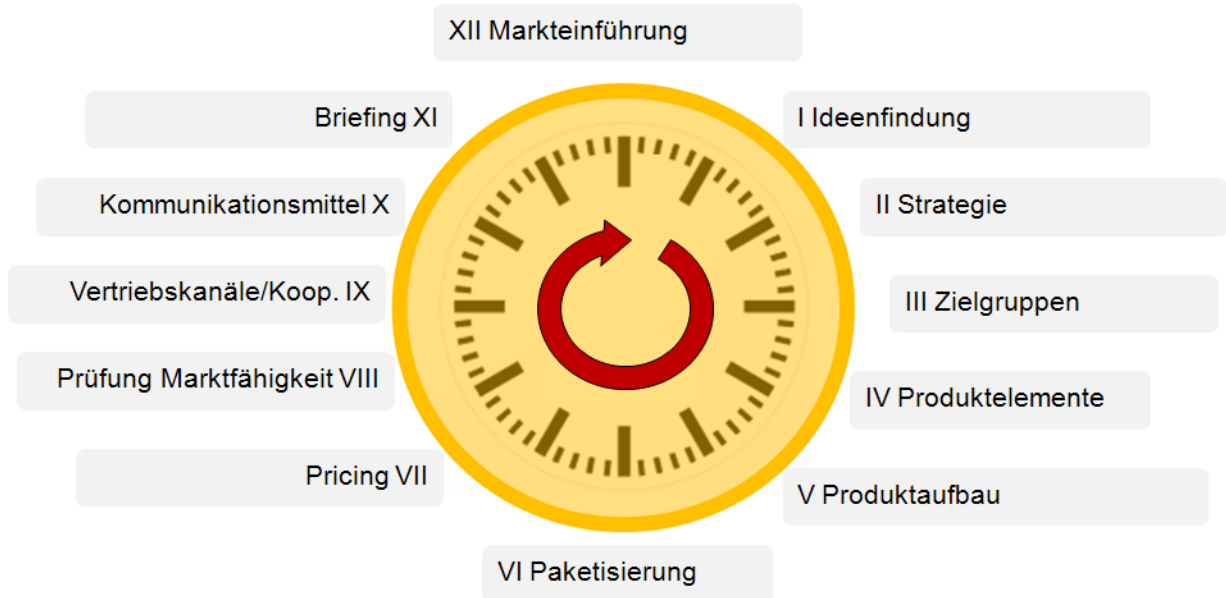 XII Markteinführung
I Ideenfindung
II Strategie
III Zielgruppen
IV Produktelemente
V Produktaufbau
VI Paketisierung
Pricing VII
Prüfung Marktfähigkeit VIII
Vertriebskanäle/Koop. IX
Kommunikationsmittel X
Briefing XI